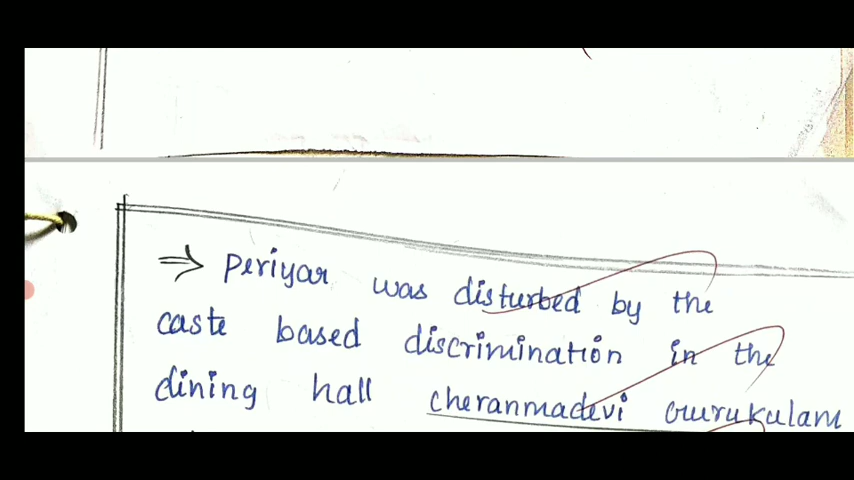 ⇒ Periyar was disturbed by the
caste based discrimination in the
dining hall cheranmadevi Gurukulam